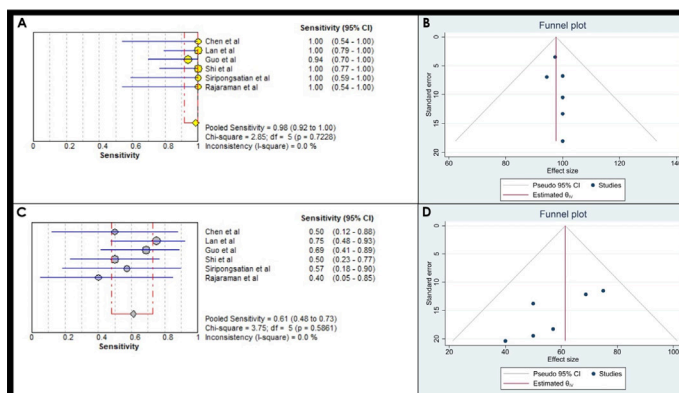 A
Sensitivity (95% CI)
Chen et al 1.00 (0.54 - 1.00)
Lan et al 1.00 (0.79 - 1.00)
Guo et al 0.94 (0.70 - 1.00)
Shi et al 1.00 (0.77 - 1.00)
Siripongsatian et al 1.00 (0.59 - 1.00)
Rajaraman et al 1.00 (0.54 - 1.00)
Pooled Sensitivity = 0.98 (0.92 to 1.00)
Chi-square = 2.85; df = 5 (p = 0.7228)
Inconsistency (I-square) = 0.0 %
0 0.2 0.4 0.6 0.8 1
Sensitivity
B
Funnel plot
Standard error
0
5
10
15
20
60 80 100 120 140
Effect size
Pseudo 95% CI Studies
Estimated θIV
C
Sensitivity (95% CI)
Chen et al 0.50 (0.12 - 0.88)
Lan et al 0.75 (0.48 - 0.93)
Guo et al 0.69 (0.41 - 0.89)
Shi et al 0.50 (0.23 - 0.77)
Siripongsatian et al 0.57 (0.18 - 0.90)
Rajaraman et al 0.40 (0.05 - 0.85)
Pooled Sensitivity = 0.61 (0.48 to 0.73)
Chi-square = 3.75; df = 5 (p = 0.5861)
Inconsistency (I-square) = 0.0 %
0 0.2 0.4 0.6 0.8 1
Sensitivity
D
Funnel plot
Standard error
0
5
10
15
20
20 40 60 80 100
Effect size
Pseudo 95% CI Studies
Estimated θIV